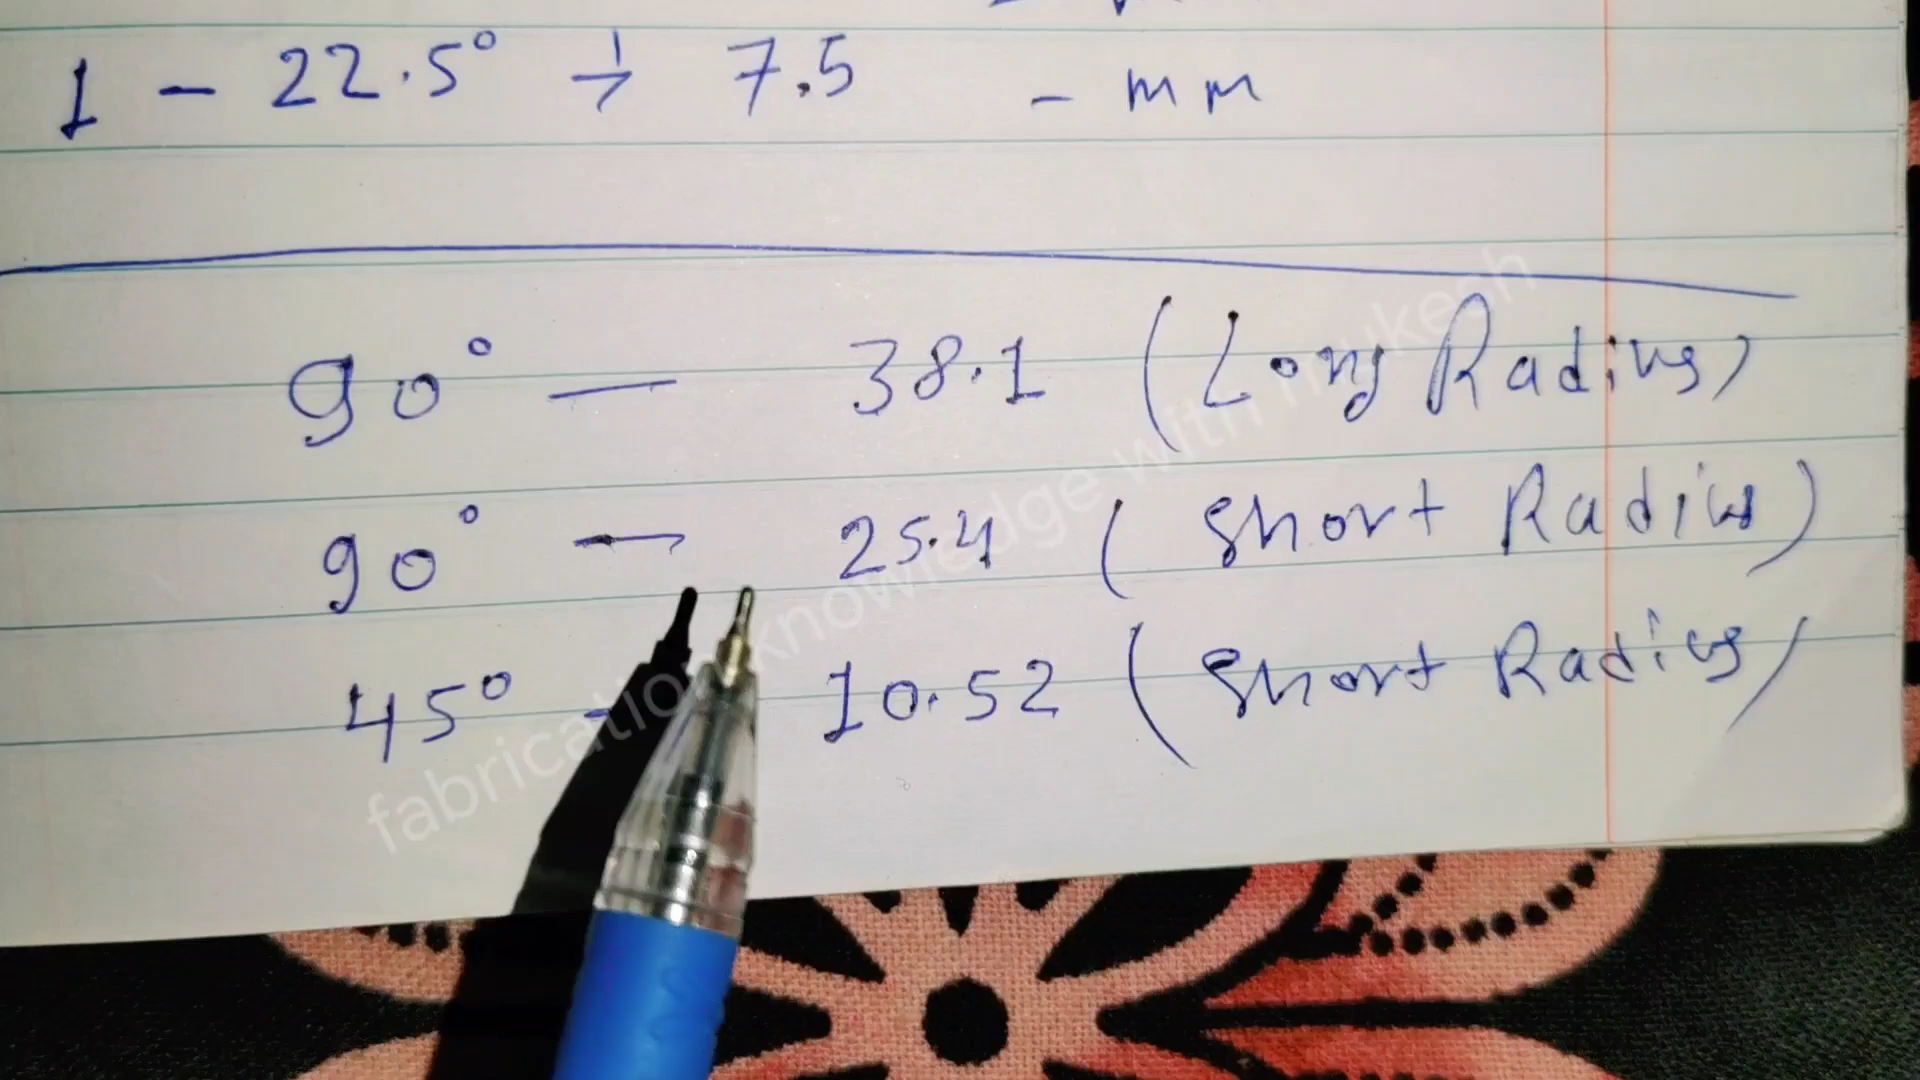 1 - 22.5° ÷ 7.5 - mm
90° — 38.1 (Long Radius)
90° — 25.4 (Short Radius)
45° - 10.52 (Short Radius)
fabrication knowledge with mukesh